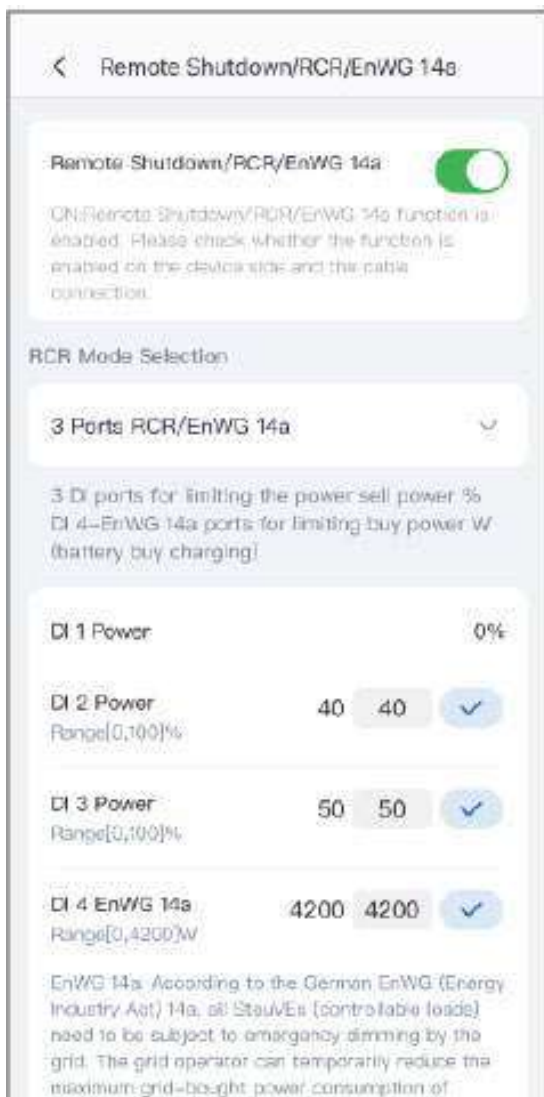 Remote Shutdown/RCR/EnWG 14a
Remote Shutdown/RCR/EnWG 14a
ON:Remote Shutdown/RCR/EnWG 14a function is
enabled. Please check whether the function is
enabled on the device side and the cable
connection.
RCR Mode Selection
3 Ports RCR/EnWG 14a
3 DI ports for limiting the power sell power %
DI 4-EnWG 14a ports for limiting buy power W
(battery buy charging)
DI 1 Power 0%
DI 2 Power 40 40
Range[0,100]%
DI 3 Power 50 50
Range[0,100]%
DI 4 EnWG 14a 4200 4200
Range[0,4200]W
EnWG 14a: According to the German EnWG (Energy
Industry Act) 14a, all SteuVEs (controllable loads)
need to be subject to emergency dimming by the
grid. The grid operator can temporarily reduce the
maximum grid-bought power consumption of